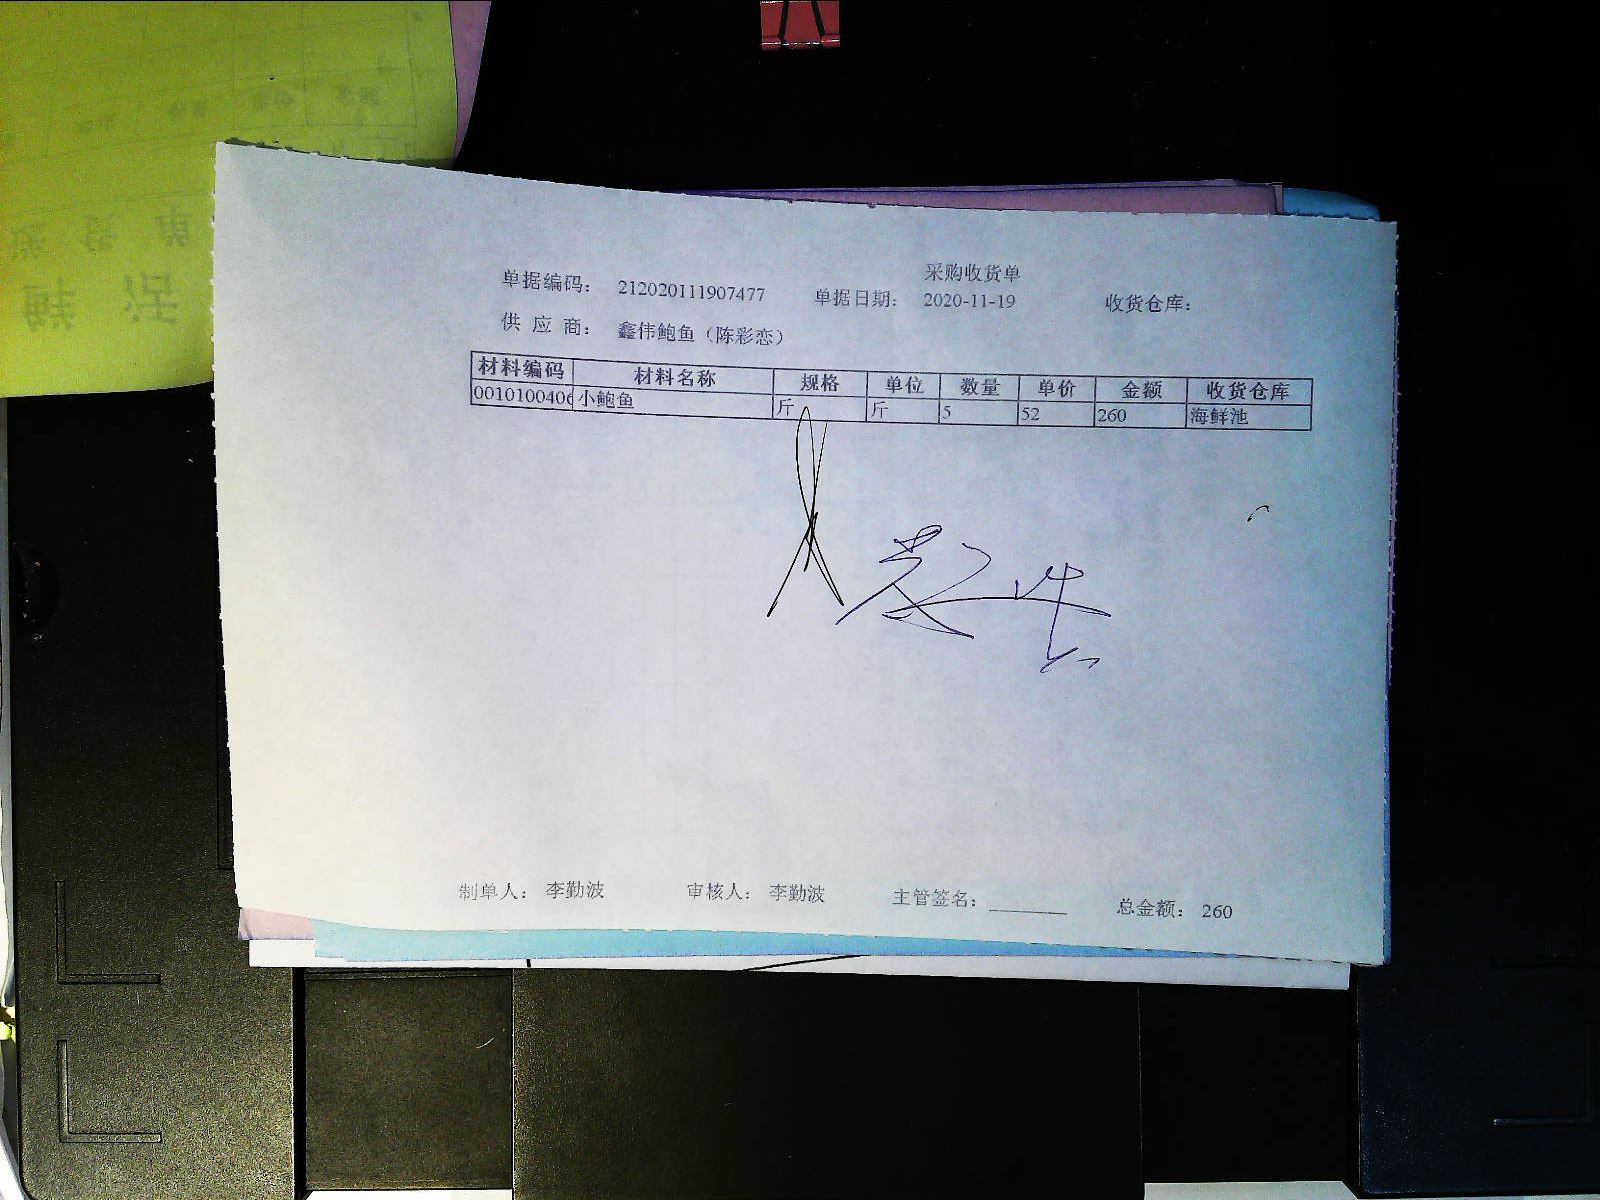 采购收货单
单据编码： 212020111907477 单据日期： 2020-11-19 收货仓库：
供 应 商： 鑫伟鲍鱼（陈彩恋）
材料编码 材料名称 规格 单位 数量 单价 金额 收货仓库
0010100406 小鲍鱼 斤 斤 5 52 260 海鲜池
制单人： 李勤波 审核人： 李勤波 主管签名： 总金额： 260